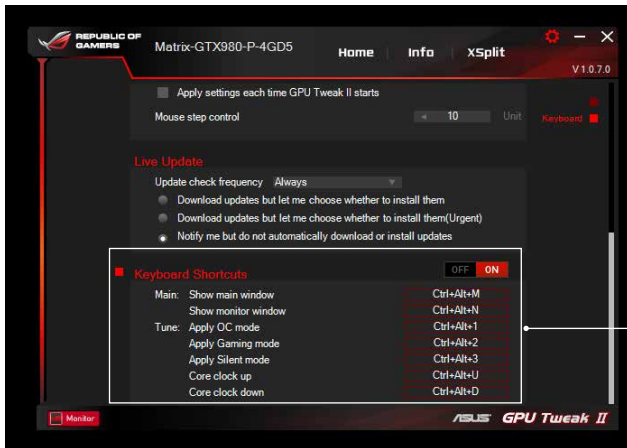 REPUBLIC OF
GAMERS
Matrix-GTX980-P-4GD5
Home Info XSplit
V 1.0.7.0
Apply settings each time GPU Tweak II starts
Mouse step control 10 Unit
Keyboard
Live Update
Update check frequency Always
Download updates but let me choose whether to install them
Download updates but let me choose whether to install them(Urgent)
Notify me but do not automatically download or install updates
Keyboard Shortcuts OFF ON
Main: Show main window Ctrl+Alt+M
Show monitor window Ctrl+Alt+N
Tune: Apply OC mode Ctrl+Alt+1
Apply Gaming mode Ctrl+Alt+2
Apply Silent mode Ctrl+Alt+3
Core clock up Ctrl+Alt+U
Core clock down Ctrl+Alt+D
Monitor
ASUS GPU Tweak II